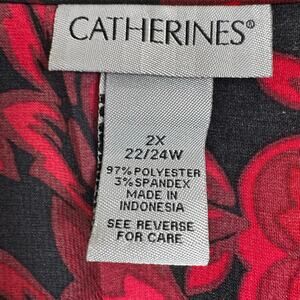 CATHERINES®
2X
22/24W
97% POLYESTER
3% SPANDEX
MADE IN
INDONESIA
SEE REVERSE
FOR CARE